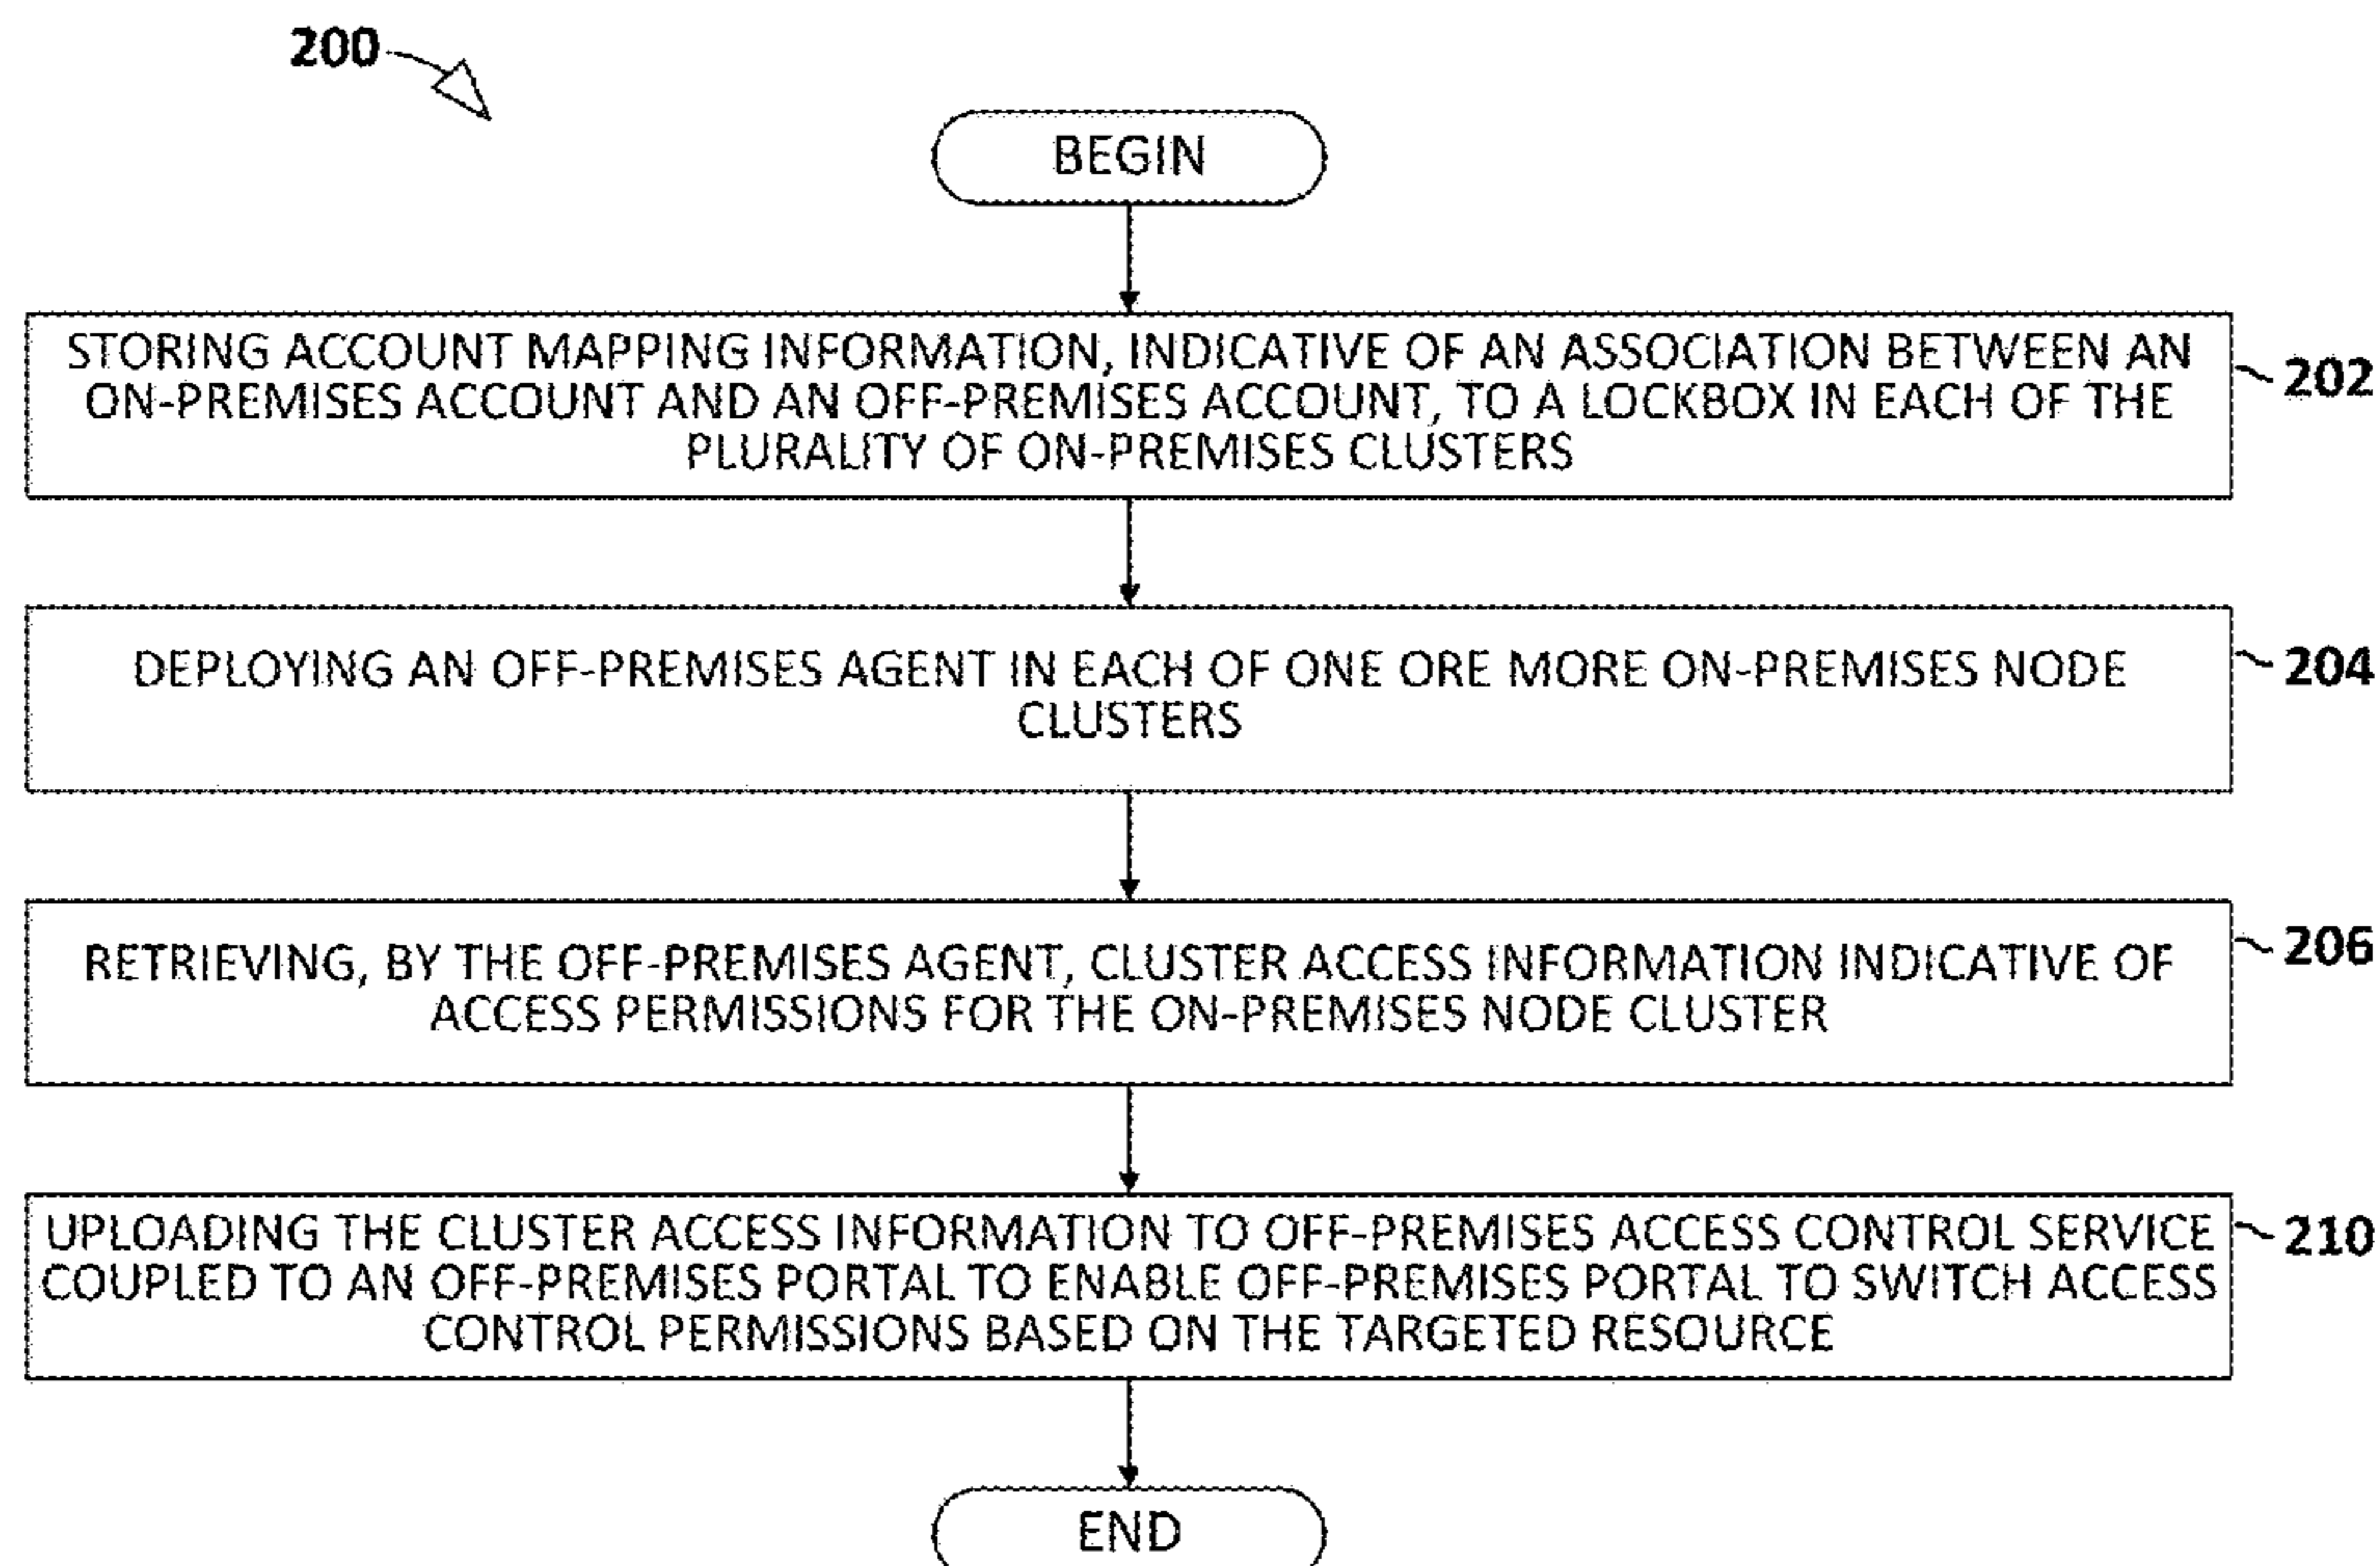 200
BEGIN
STORING ACCOUNT MAPPING INFORMATION, INDICATIVE OF AN ASSOCIATION BETWEEN AN
ON-PREMISES ACCOUNT AND AN OFF-PREMISES ACCOUNT, TO A LOCKBOX IN EACH OF THE
PLURALITY OF ON-PREMISES CLUSTERS
202
DEPLOYING AN OFF-PREMISES AGENT IN EACH OF ONE ORE MORE ON-PREMISES NODE
CLUSTERS
204
RETRIEVING, BY THE OFF-PREMISES AGENT, CLUSTER ACCESS INFORMATION INDICATIVE OF
ACCESS PERMISSIONS FOR THE ON-PREMISES NODE CLUSTER
206
UPLOADING THE CLUSTER ACCESS INFORMATION TO OFF-PREMISES ACCESS CONTROL SERVICE
COUPLED TO AN OFF-PREMISES PORTAL TO ENABLE OFF-PREMISES PORTAL TO SWITCH ACCESS
CONTROL PERMISSIONS BASED ON THE TARGETED RESOURCE
210
END